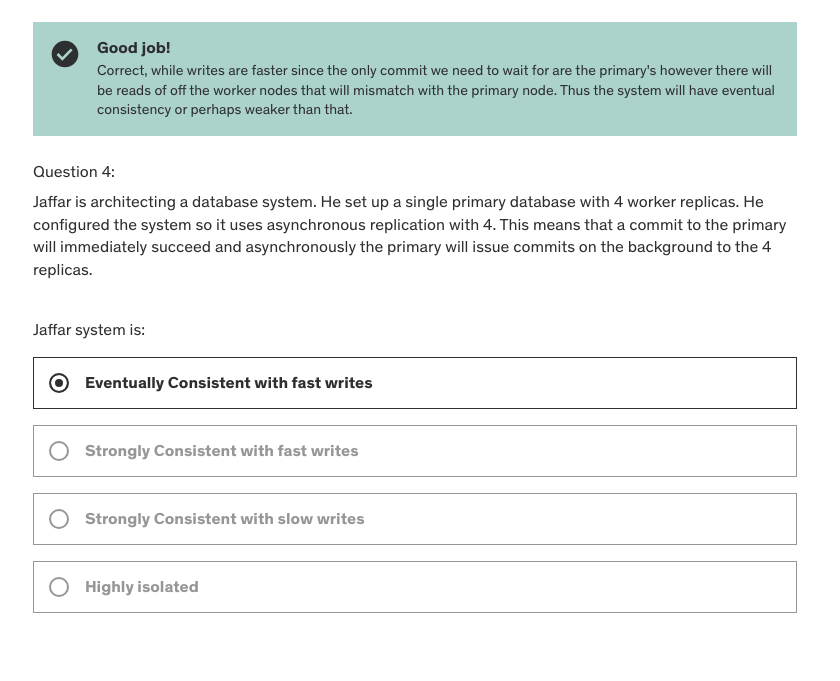 Good job!
Correct, while writes are faster since the only commit we need to wait for are the primary's however there will
be reads of off the worker nodes that will mismatch with the primary node. Thus the system will have eventual
consistency or perhaps weaker than that.
Question 4:
Jaffar is architecting a database system. He set up a single primary database with 4 worker replicas. He
configured the system so it uses asynchronous replication with 4. This means that a commit to the primary
will immediately succeed and asynchronously the primary will issue commits on the background to the 4
replicas.
Jaffar system is:
Eventually Consistent with fast writes
Strongly Consistent with fast writes
Strongly Consistent with slow writes
Highly isolated